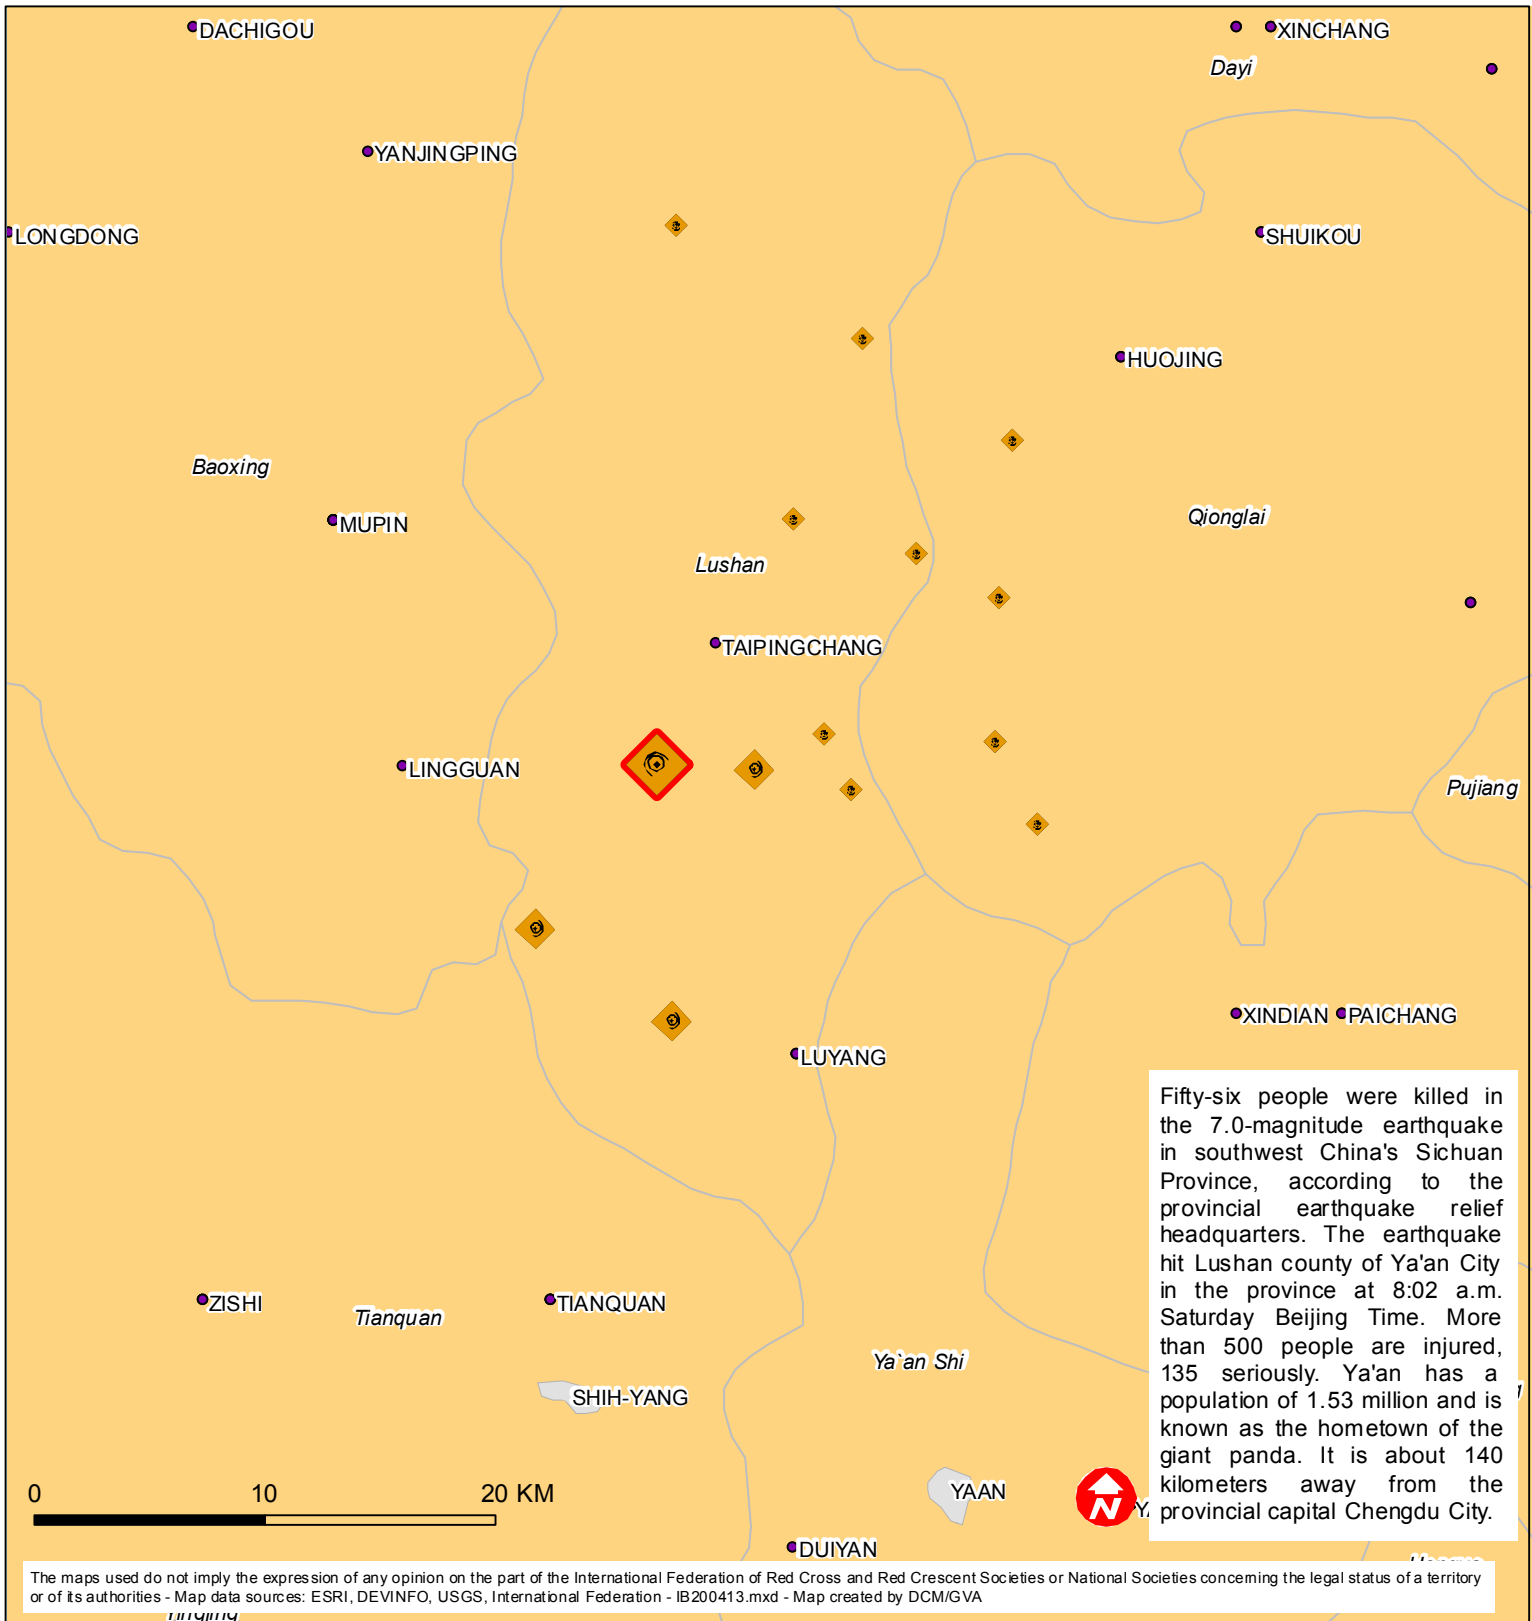 DACHIGOU
XINCHANG
Dayi
YANJINGPING
LONGDONG
SHUIKOU
HUOJING
Baoxing
MUPIN
Qionglai
Lushan
TAIPINGCHANG
LINGGUAN
Pujiang
XINDIAN
PAICHANG
LUYANG
Fifty-six people were killed in
the 7.0-magnitude earthquake
in southwest China's Sichuan
Province, according to the
provincial earthquake relief
headquarters. The earthquake
hit Lushan county of Ya'an City
in the province at 8:02 a.m.
Saturday Beijing Time. More
than 500 people are injured,
135 seriously. Ya'an has a
population of 1.53 million and is
known as the hometown of the
giant panda. It is about 140
kilometers away from the
provincial capital Chengdu City.
ZISHI
Tianquan
TIANQUAN
Ya`an Shi
SHIH-YANG
YAAN
N
0 10 20 KM
DUIYAN
The maps used do not imply the expression of any opinion on the part of the International Federation of Red Cross and Red Crescent Societies or National Societies concerning the legal status of a territory
or of its authorities - Map data sources: ESRI, DEVINFO, USGS, International Federation - IB200413.mxd - Map created by DCM/GVA